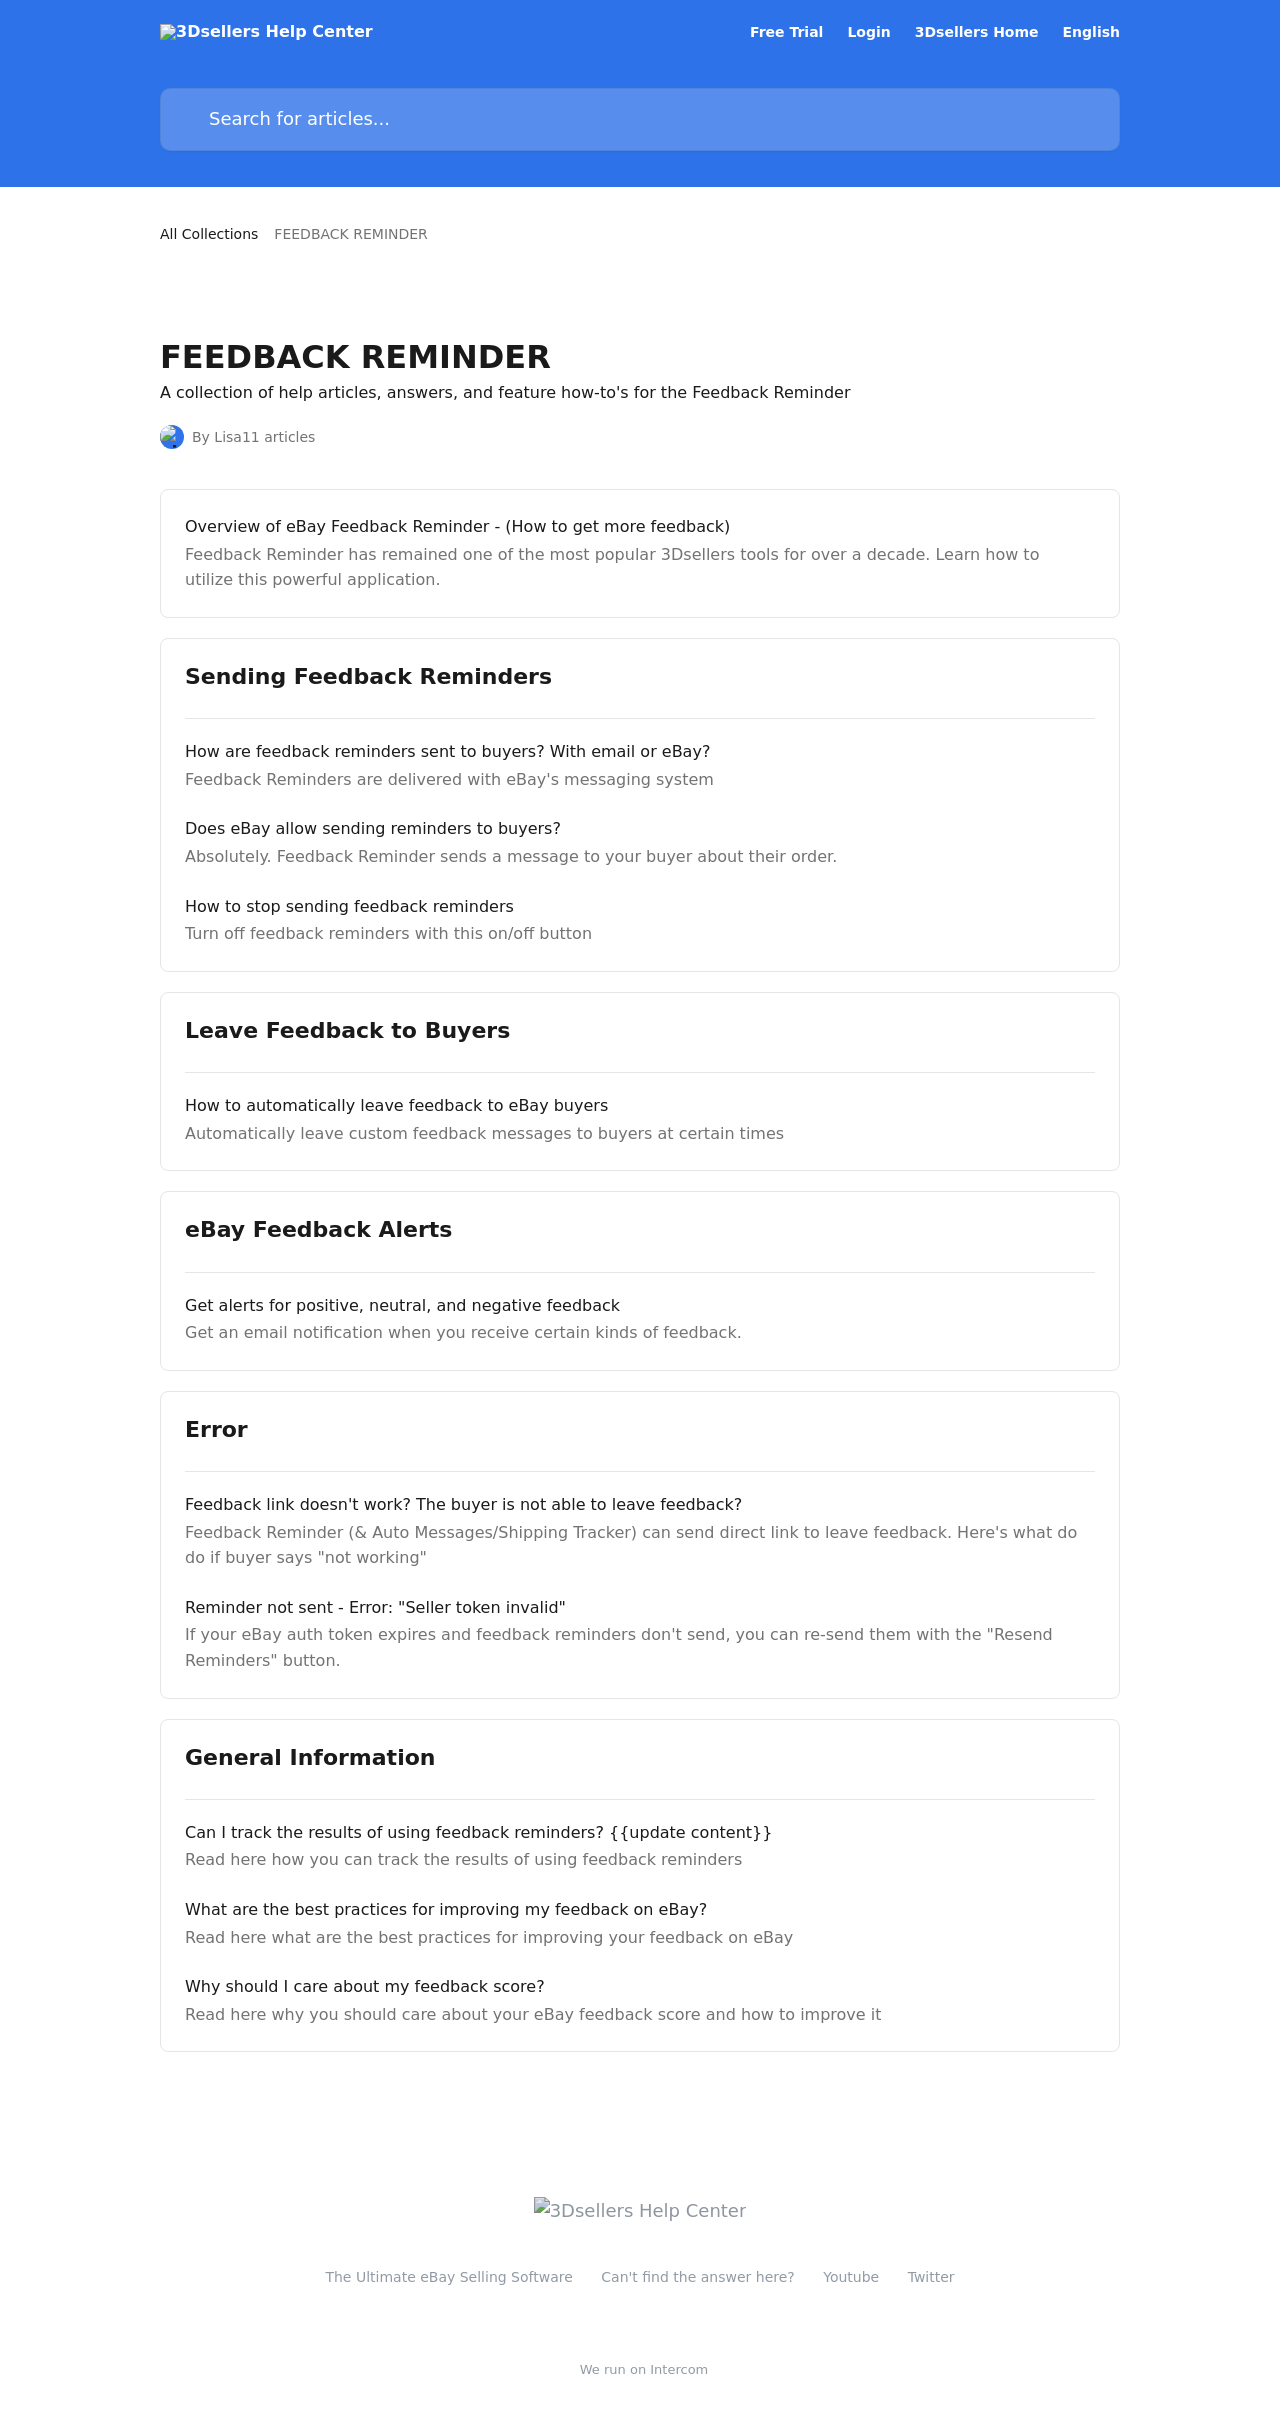 3Dsellers Help Center
Free Trial Login 3Dsellers Home English
Search for articles...
All Collections FEEDBACK REMINDER
FEEDBACK REMINDER
A collection of help articles, answers, and feature how-to's for the Feedback Reminder
By Lisa11 articles
Overview of eBay Feedback Reminder - (How to get more feedback)
Feedback Reminder has remained one of the most popular 3Dsellers tools for over a decade. Learn how to
utilize this powerful application.
Sending Feedback Reminders
How are feedback reminders sent to buyers? With email or eBay?
Feedback Reminders are delivered with eBay's messaging system
Does eBay allow sending reminders to buyers?
Absolutely. Feedback Reminder sends a message to your buyer about their order.
How to stop sending feedback reminders
Turn off feedback reminders with this on/off button
Leave Feedback to Buyers
How to automatically leave feedback to eBay buyers
Automatically leave custom feedback messages to buyers at certain times
eBay Feedback Alerts
Get alerts for positive, neutral, and negative feedback
Get an email notification when you receive certain kinds of feedback.
Error
Feedback link doesn't work? The buyer is not able to leave feedback?
Feedback Reminder (& Auto Messages/Shipping Tracker) can send direct link to leave feedback. Here's what do
do if buyer says "not working"
Reminder not sent - Error: "Seller token invalid"
If your eBay auth token expires and feedback reminders don't send, you can re-send them with the "Resend
Reminders" button.
General Information
Can I track the results of using feedback reminders? {{update content}}
Read here how you can track the results of using feedback reminders
What are the best practices for improving my feedback on eBay?
Read here what are the best practices for improving your feedback on eBay
Why should I care about my feedback score?
Read here why you should care about your eBay feedback score and how to improve it
3Dsellers Help Center
The Ultimate eBay Selling Software Can't find the answer here? Youtube Twitter
We run on Intercom